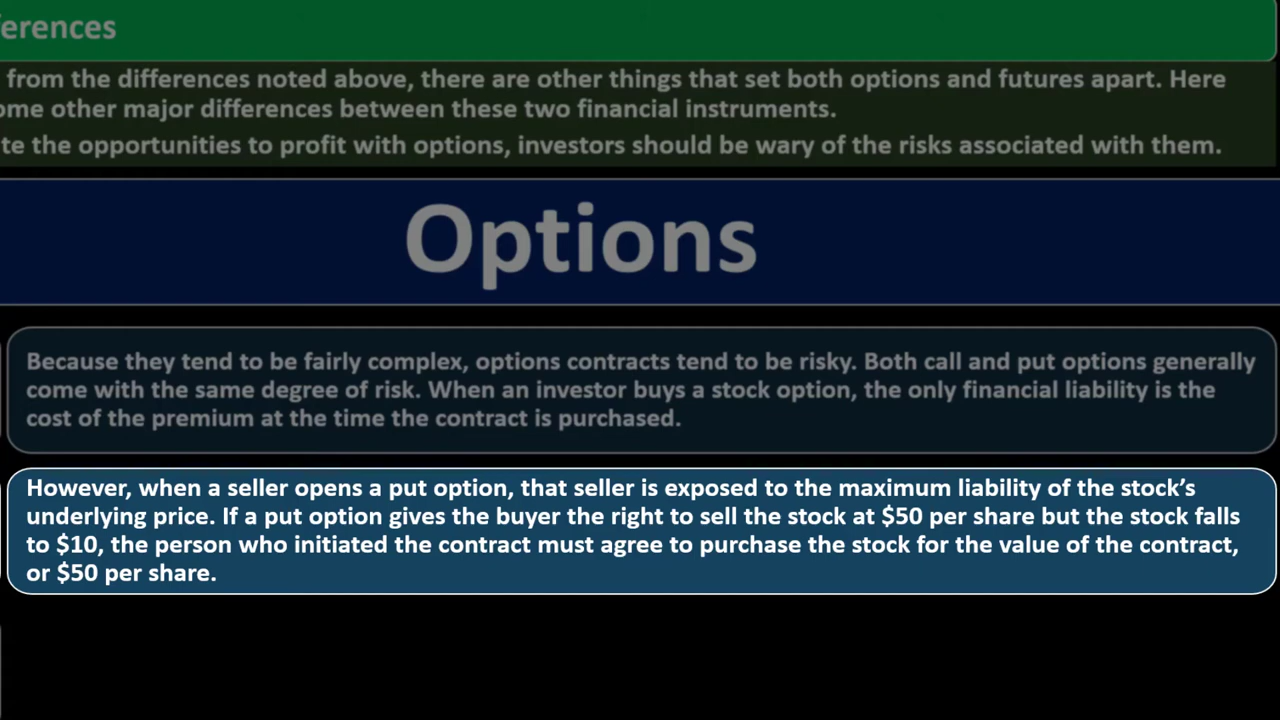 erences
from the differences noted above, there are other things that set both options and futures apart. Here
ome other major differences between these two financial instruments.
te the opportunities to profit with options, investors should be wary of the risks associated with them.
Options
Because they tend to be fairly complex, options contracts tend to be risky. Both call and put options generally
come with the same degree of risk. When an investor buys a stock option, the only financial liability is the
cost of the premium at the time the contract is purchased.
However, when a seller opens a put option, that seller is exposed to the maximum liability of the stock’s
underlying price. If a put option gives the buyer the right to sell the stock at $50 per share but the stock falls
to $10, the person who initiated the contract must agree to purchase the stock for the value of the contract,
or $50 per share.